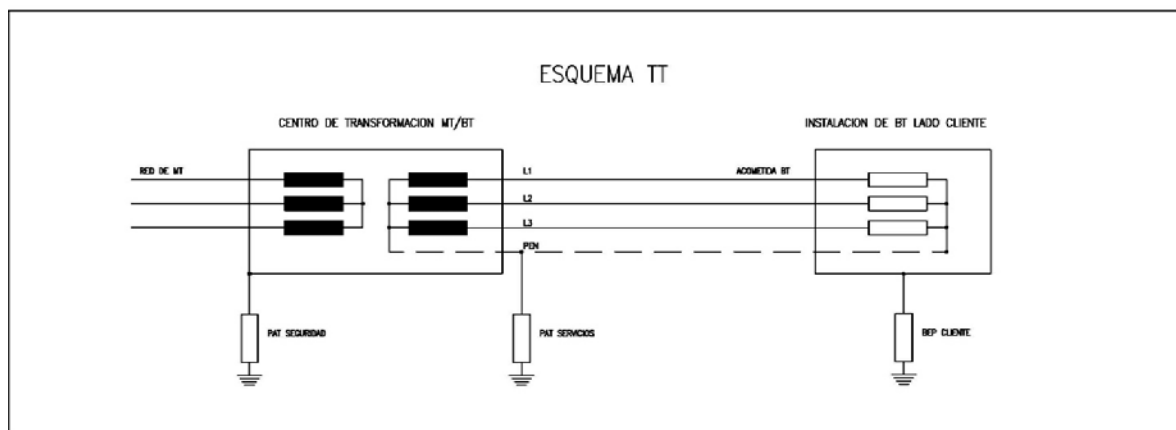 ESQUEMA TT
CENTRO DE TRANSFORMACION MT/BT
INSTALACION DE BT LADO CLIENTE
RED DE MT
L1
ACOMETIDA BT
L2
L3
PEN
PAT SEGURIDAD
PAT SERVICIOS
BEP CLIENTE